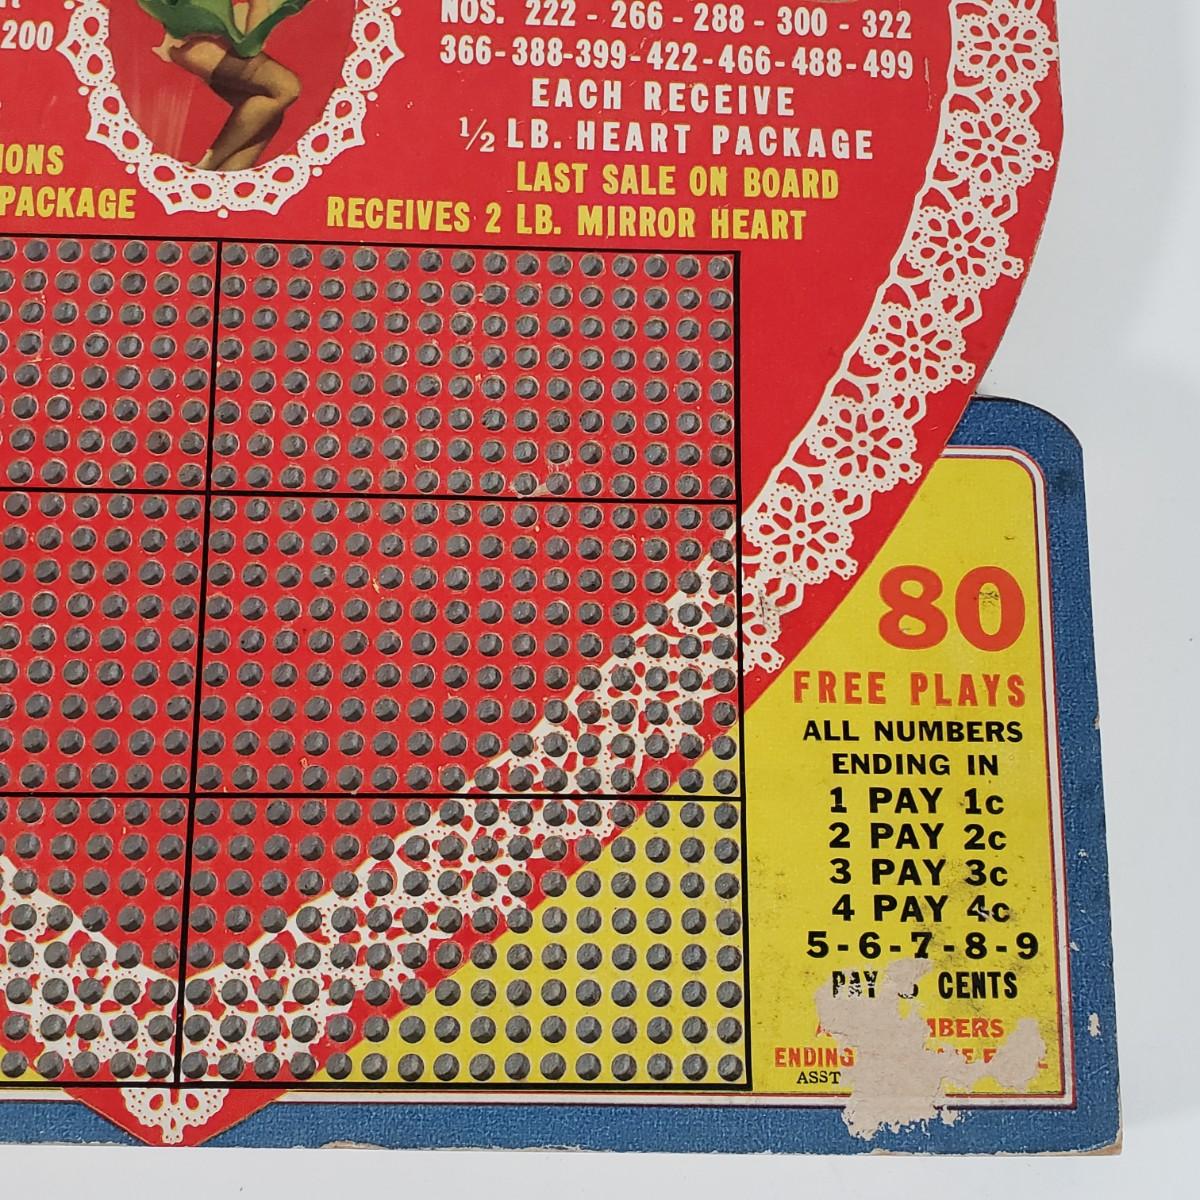 200
NOS. 222 - 266 - 288 - 300 - 322
366-388-399-422-466-488-499
EACH RECEIVE
½ LB. HEART PACKAGE
LAST SALE ON BOARD
RECEIVES 2 LB. MIRROR HEART
IONS
PACKAGE
80
FREE PLAYS
ALL NUMBERS
ENDING IN
1 PAY 1c
2 PAY 2c
3 PAY 3c
4 PAY 4c
5-6-7-8-9
PAY CENTS
MBERS
ENDING
ASST